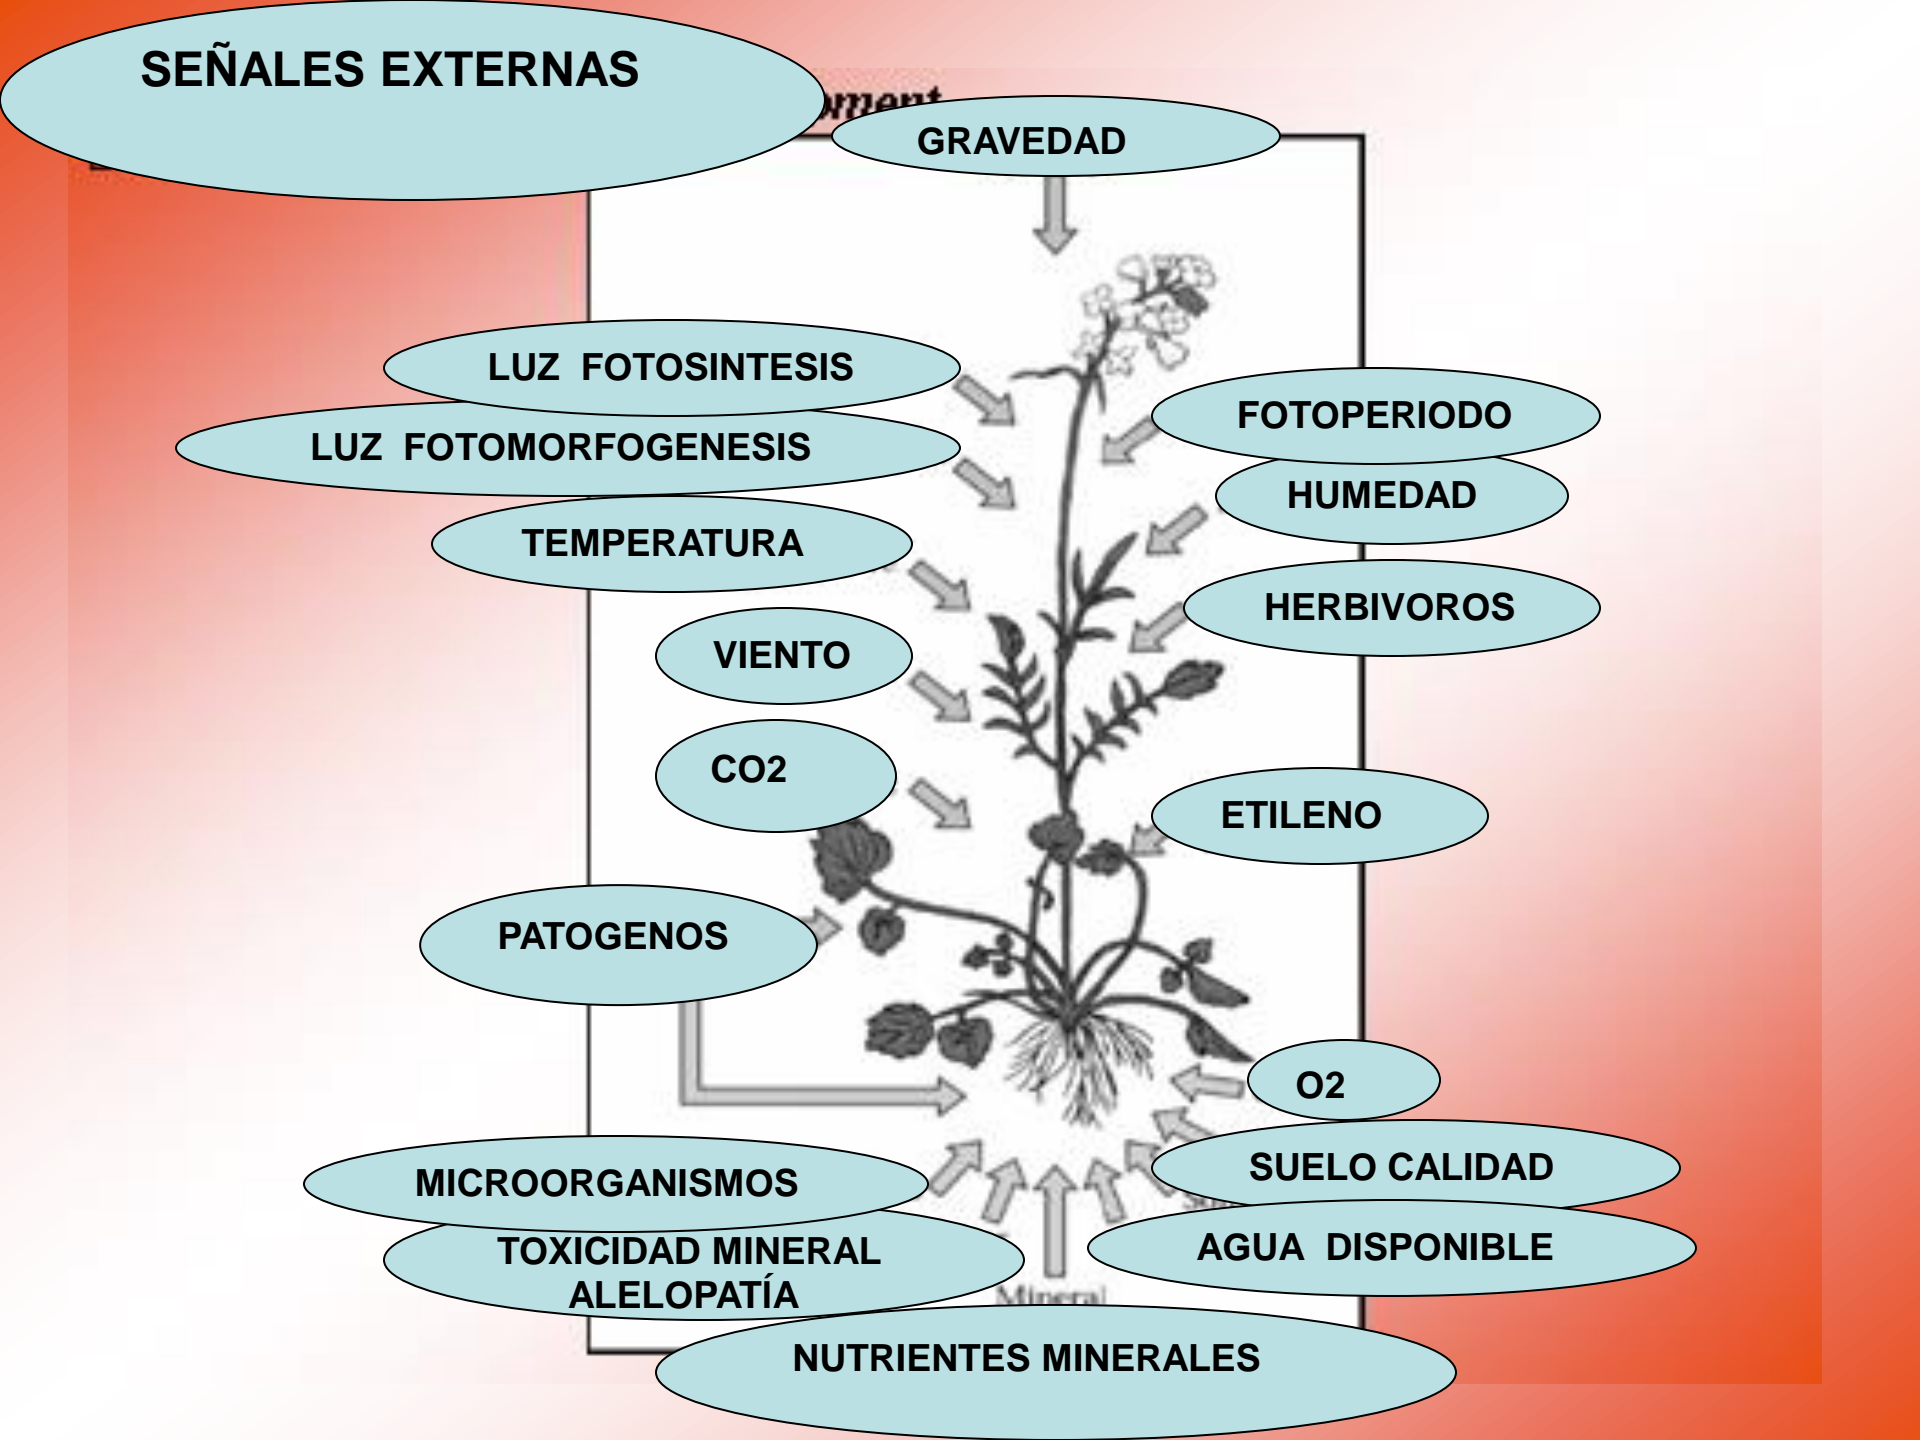 SEÑALES EXTERNAS
GRAVEDAD
LUZ  FOTOSINTESIS
LUZ  FOTOMORFOGENESIS
FOTOPERIODO
HUMEDAD
TEMPERATURA
HERBIVOROS
VIENTO
CO2
ETILENO
PATOGENOS
O2
SUELO CALIDAD
MICROORGANISMOS
AGUA  DISPONIBLE
TOXICIDAD MINERAL
ALELOPATÍA
Mineral
NUTRIENTES MINERALES